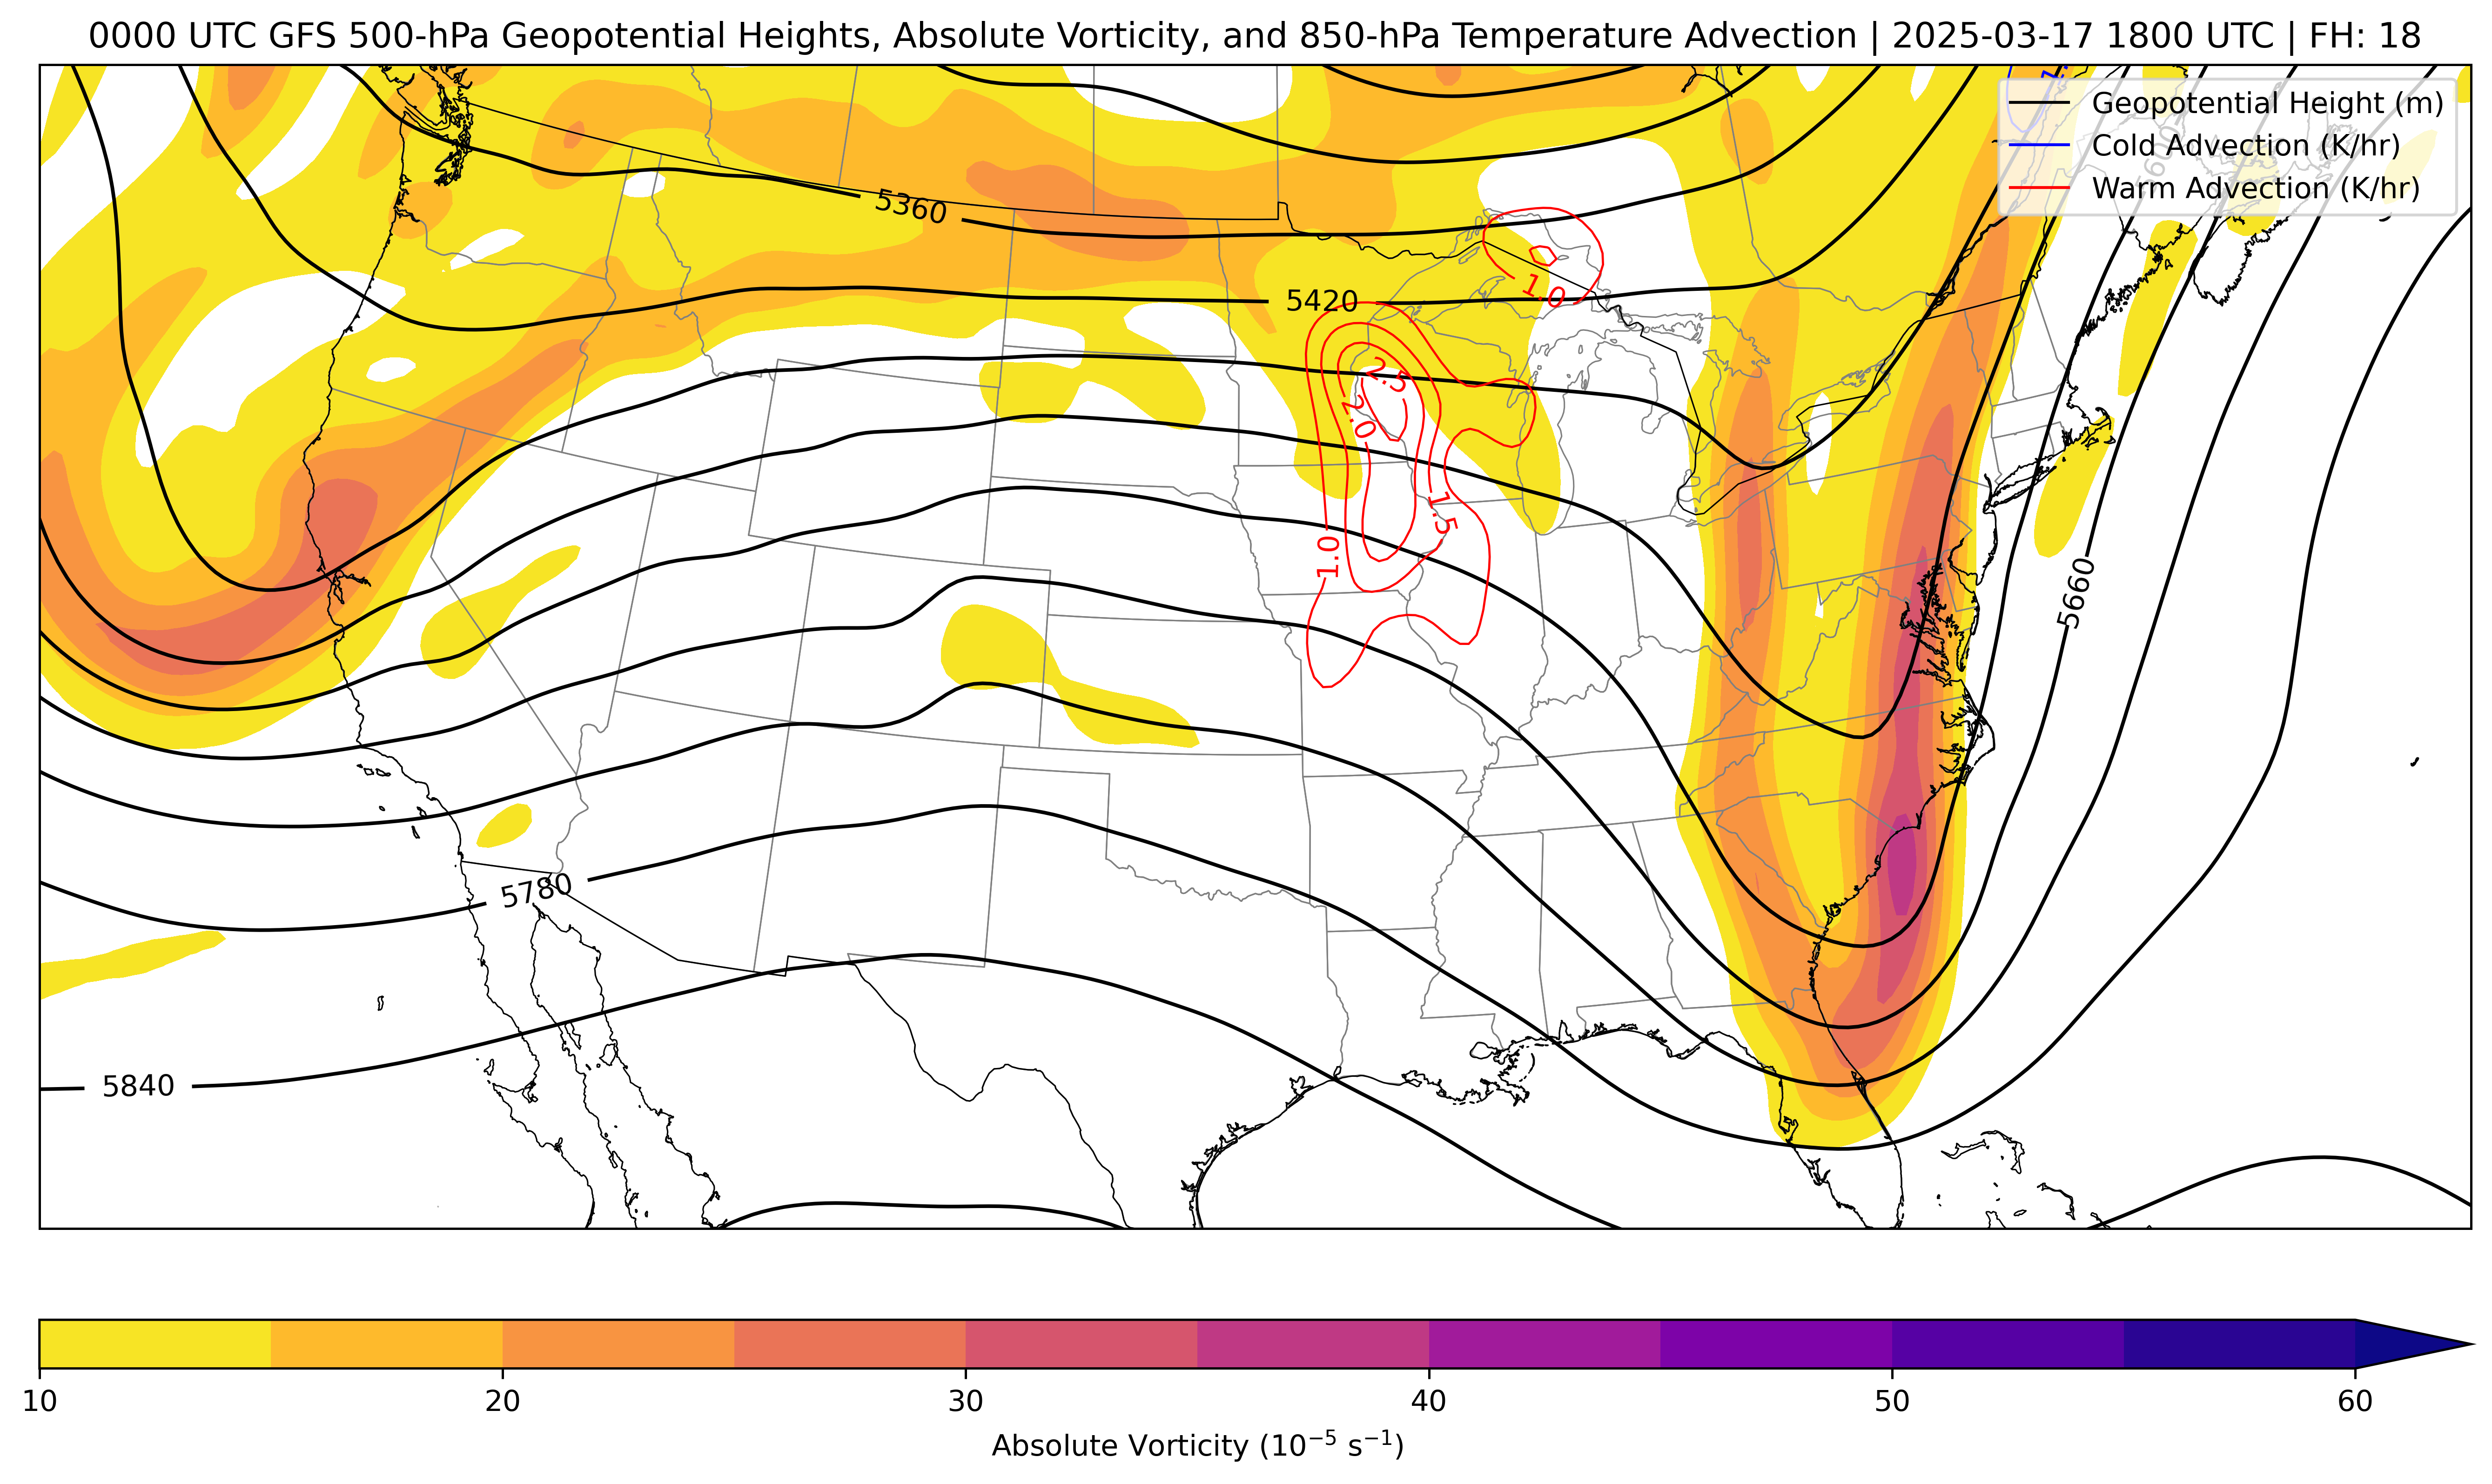 0000 UTC GFS 500-hPa Geopotential Heights, Absolute Vorticity, and 850-hPa Temperature Advection | 2025-03-17 1800 UTC | FH: 18
Geopotential Height (m)
Cold Advection (K/hr)
Warm Advection (K/hr)
5600
5360
1.0
5420
2.5
2.0
1.5
1.0
5660
5780
5840
10 20 30 40 50 60
Absolute Vorticity (10⁻⁵ s⁻¹)